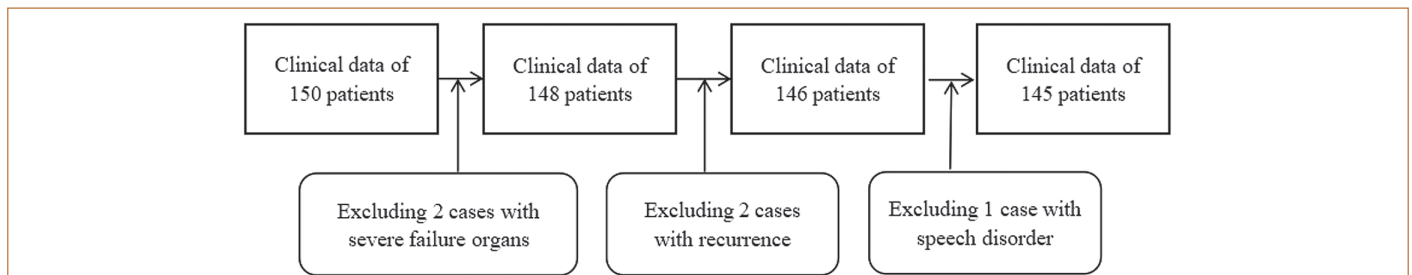 Clinical data of
150 patients
Clinical data of
148 patients
Clinical data of
146 patients
Clinical data of
145 patients
Excluding 2 cases with
severe failure organs
Excluding 2 cases
with recurrence
Excluding 1 case with
speech disorder